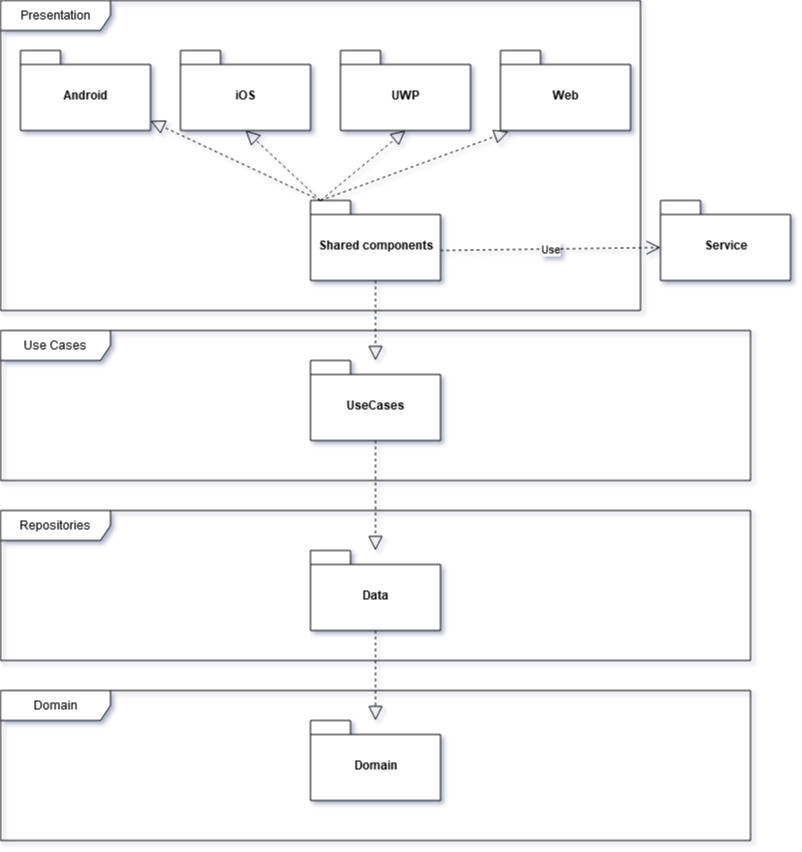 Presentation
Android
iOS
UWP
Web
Shared components
Use
Service
Use Cases
UseCases
Repositories
Data
Domain
Domain